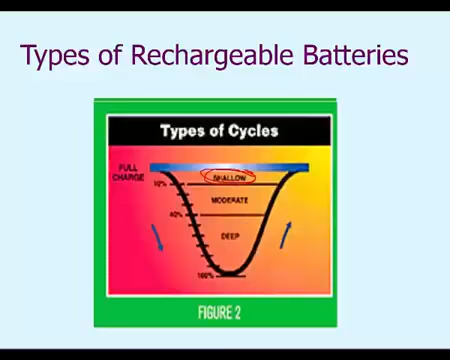 Types of Rechargeable Batteries
Types of Cycles
FULL
CHARGE
SHALLOW
10%
MODERATE
40%
DEEP
100%
FIGURE 2